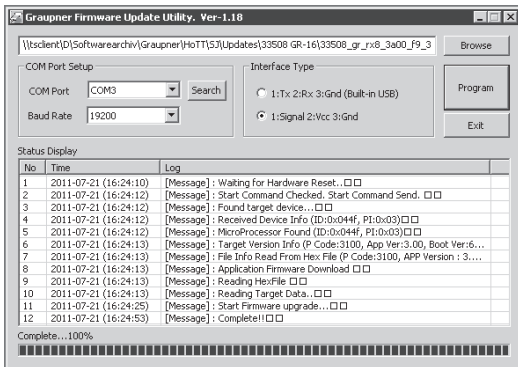 Graupner Firmware Update Utility. Ver-1.18
\\tsclient\D\Softwarearchiv\Graupner\HoTT\SJ\Updates\33508 GR-16\33508_gr_rx8_3a00_f9_3
Browse
COM Port Setup
COM Port COM3 Search
Baud Rate 19200
Interface Type
1:Tx 2:Rx 3:Gnd (Built-in USB)
1:Signal 2:Vcc 3:Gnd
Program
Exit
Status Display
No Time Log
1 2011-07-21 (16:24:10) [Message] : Waiting for Hardware Reset..□□
2 2011-07-21 (16:24:12) [Message] : Start Command Checked. Start Command Send. □□
3 2011-07-21 (16:24:12) [Message] : Found target device...□□
4 2011-07-21 (16:24:12) [Message] : Received Device Info (ID:0x044f, PI:0x03)□□
5 2011-07-21 (16:24:12) [Message] : MicroProcessor Found (ID:0x044f, PI:0x03)□□
6 2011-07-21 (16:24:13) [Message] : Target Version Info (P Code:3100, App Ver:3.00, Boot Ver:6...
7 2011-07-21 (16:24:13) [Message] : File Info Read From Hex File (P Code:3100, APP Version : 3....
8 2011-07-21 (16:24:13) [Message] : Application Firmware Download □□
9 2011-07-21 (16:24:13) [Message] : Reading HexFile □□
10 2011-07-21 (16:24:13) [Message] : Reading Target Data..□□
11 2011-07-21 (16:24:25) [Message] : Start Firmware upgrade...□□
12 2011-07-21 (16:24:53) [Message] : Complete!!□□
Complete...100%